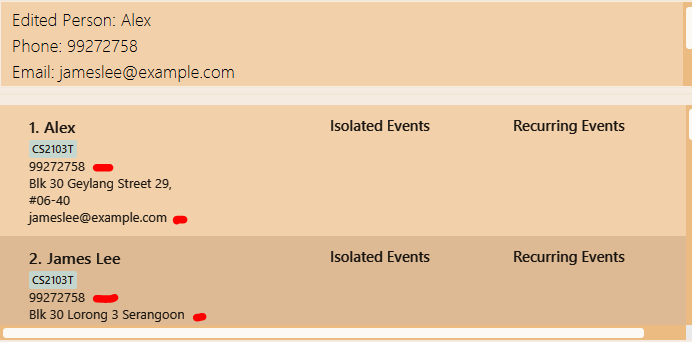 Edited Person: Alex
Phone: 99272758
Email: jameslee@example.com
1. Alex
Isolated Events
Recurring Events
CS2103T
99272758
Blk 30 Geylang Street 29,
#06-40
jameslee@example.com
2. James Lee
Isolated Events
Recurring Events
CS2103T
99272758
Blk 30 Lorong 3 Serangoon